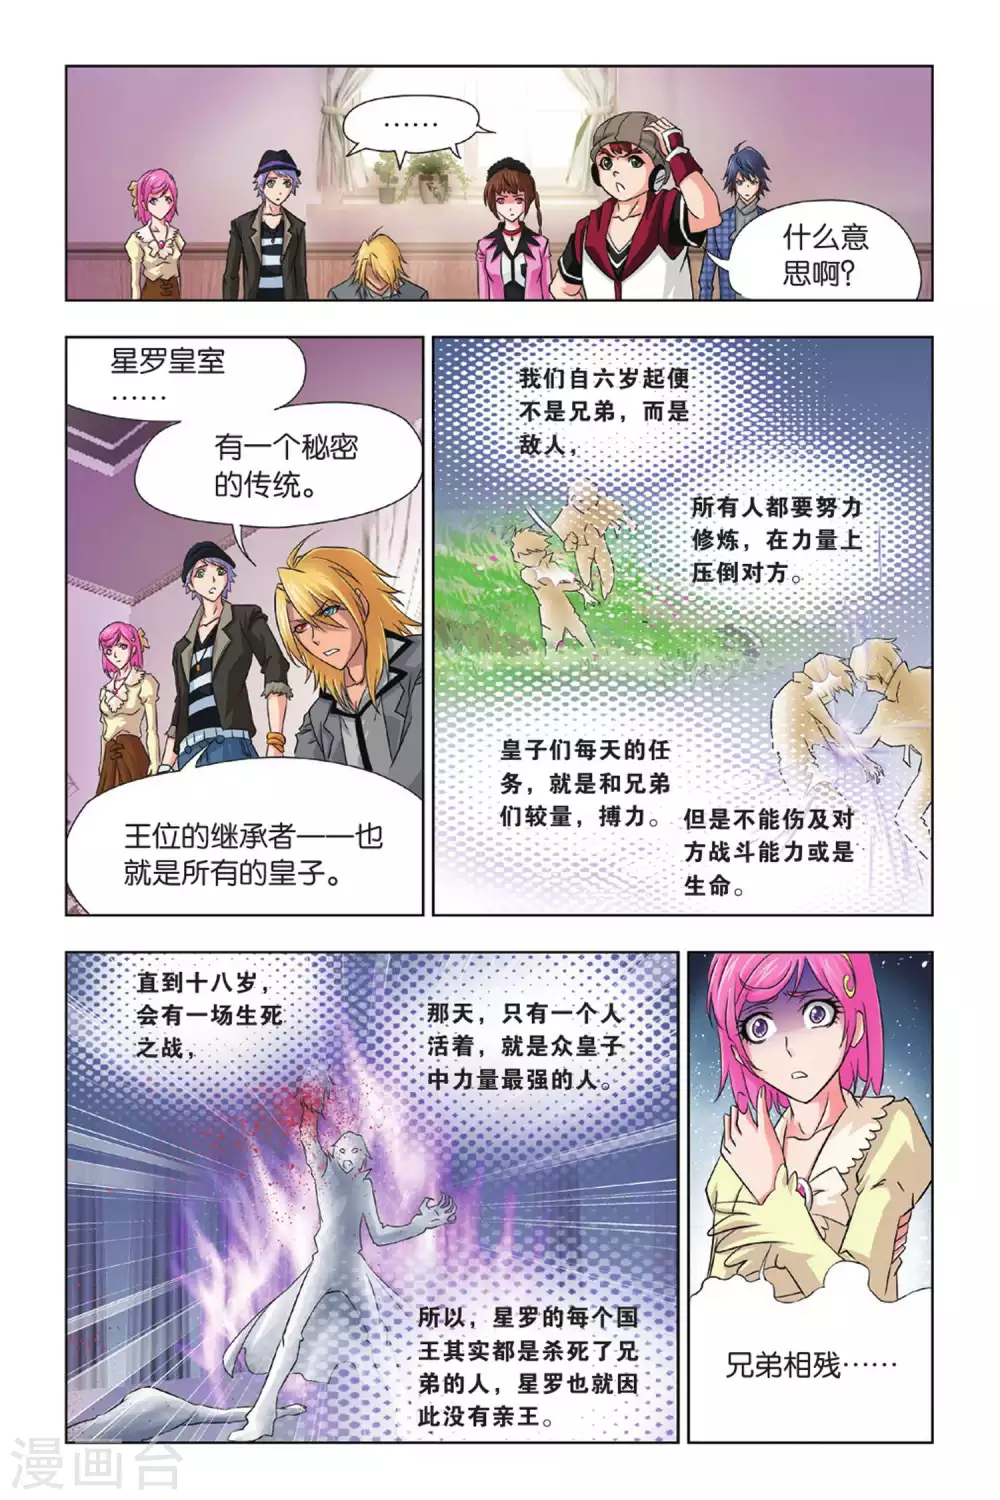 ……
什么意
思啊？
星罗皇室
……
有一个秘密
的传统。
王位的继承者——也
就是所有的皇子。
我们自六岁起便
不是兄弟，而是
敌人，
所有人都要努力
修炼，在力量上
压倒对方。
皇子们每天的任
务，就是和兄弟
们较量，搏力。
但是不能伤及对
方战斗能力或是
生命。
直到十八岁，
会有一场生死
之战，
那天，只有一个人
活着，就是众皇子
中力量最强的人。
所以，星罗的每个国
王其实都是杀死了兄
弟的人，星罗也就因
此没有亲王。
兄弟相残……
漫画台